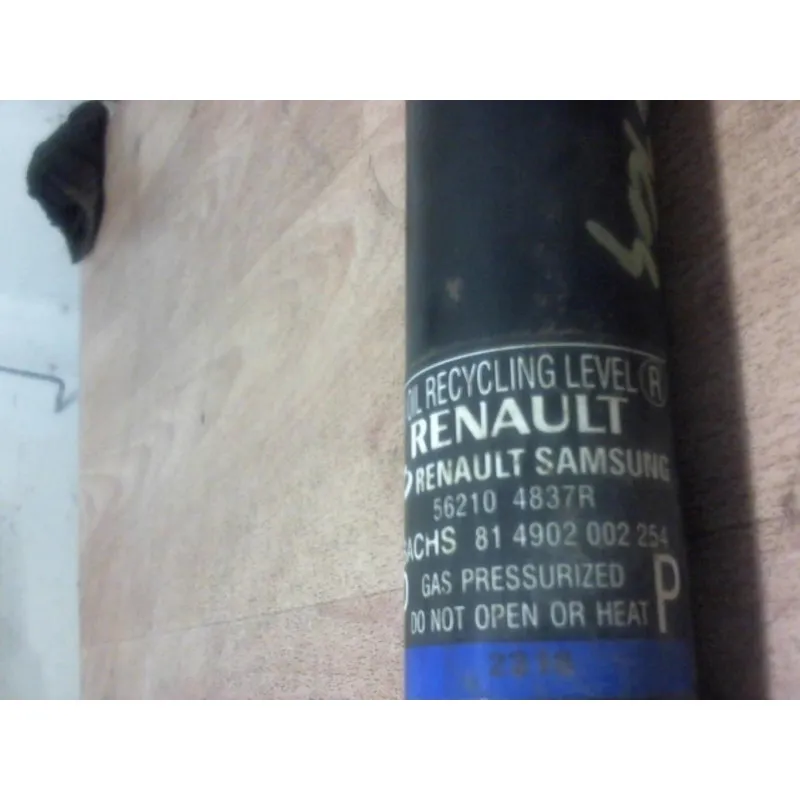 OIL RECYCLING LEVEL R
RENAULT
RENAULT SAMSUNG
56210 4837R
SACHS 81 4902 002 254
GAS PRESSURIZED P
DO NOT OPEN OR HEAT